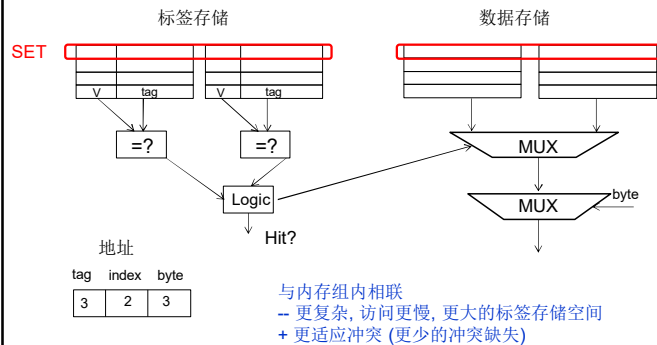 标签存储 数据存储
SET
V tag V tag
=? =? MUX
Logic MUX byte
Hit?
地址
tag index byte
3 2 3
与内存组内相联
-- 更复杂, 访问更慢, 更大的标签存储空间
+ 更适应冲突 (更少的冲突缺失)